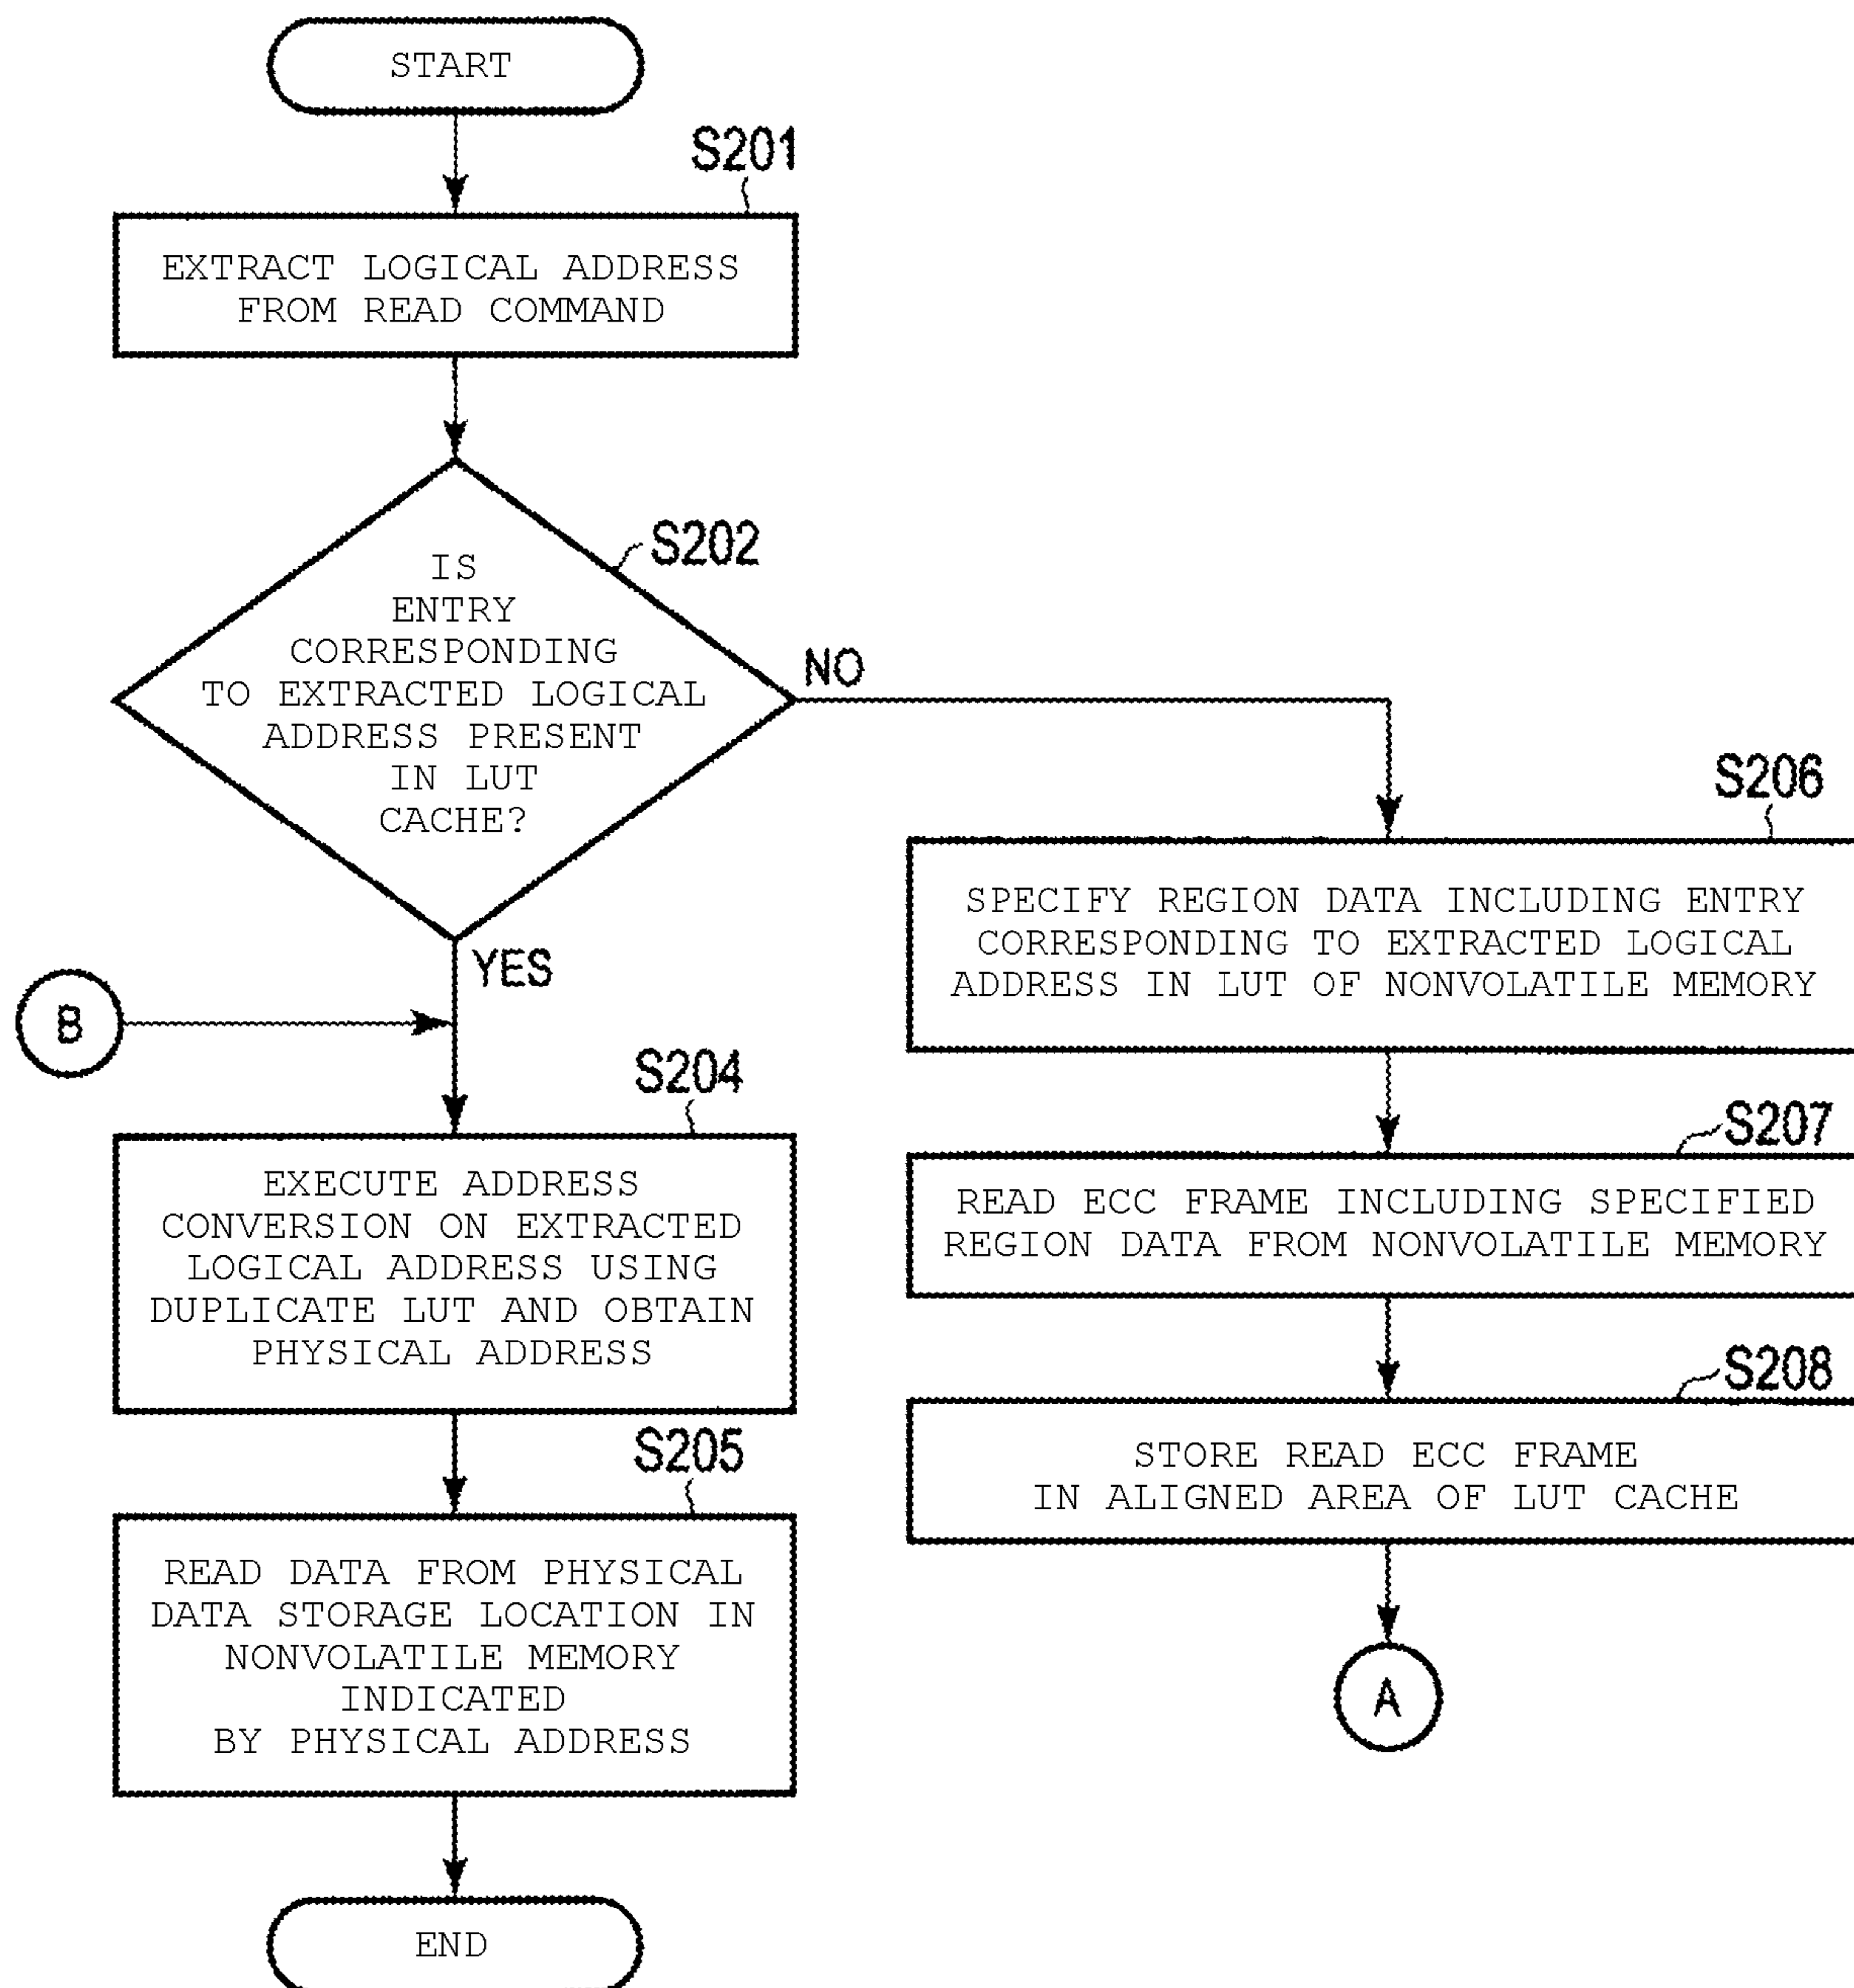 START
S201
EXTRACT LOGICAL ADDRESS
FROM READ COMMAND
S202
IS
ENTRY
CORRESPONDING
TO EXTRACTED LOGICAL
ADDRESS PRESENT
IN LUT
CACHE?
NO
YES
B
S204
EXECUTE ADDRESS
CONVERSION ON EXTRACTED
LOGICAL ADDRESS USING
DUPLICATE LUT AND OBTAIN
PHYSICAL ADDRESS
S205
READ DATA FROM PHYSICAL
DATA STORAGE LOCATION IN
NONVOLATILE MEMORY
INDICATED
BY PHYSICAL ADDRESS
END
S206
SPECIFY REGION DATA INCLUDING ENTRY
CORRESPONDING TO EXTRACTED LOGICAL
ADDRESS IN LUT OF NONVOLATILE MEMORY
S207
READ ECC FRAME INCLUDING SPECIFIED
REGION DATA FROM NONVOLATILE MEMORY
S208
STORE READ ECC FRAME
IN ALIGNED AREA OF LUT CACHE
A